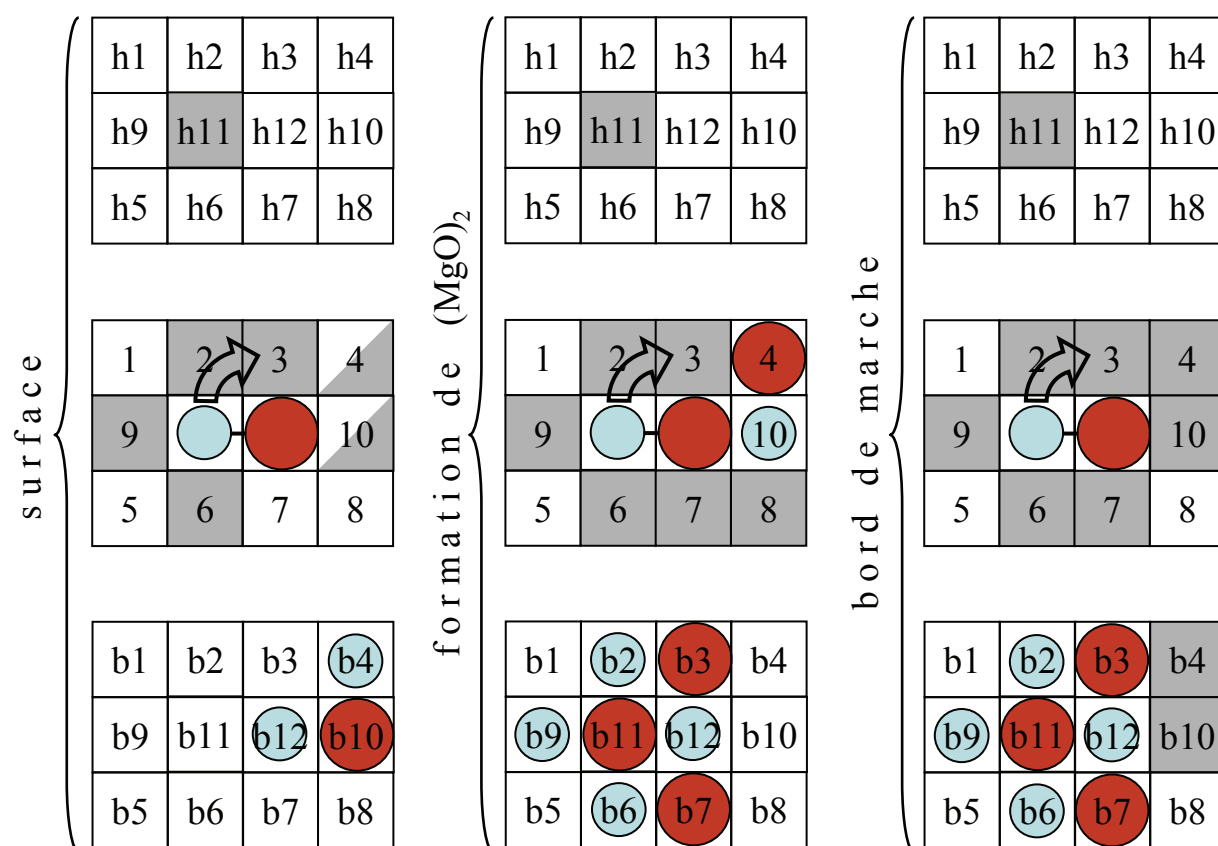 surface
h1 h2 h3 h4
h9 h11 h12 h10
h5 h6 h7 h8
1 2 3 4
9 10
5 6 7 8
b1 b2 b3 b4
b9 b11 b12 b10
b5 b6 b7 b8
formation de (MgO)₂
h1 h2 h3 h4
h9 h11 h12 h10
h5 h6 h7 h8
1 2 3 4
9 10
5 6 7 8
b1 b2 b3 b4
b9 b11 b12 b10
b5 b6 b7 b8
bord de marche
h1 h2 h3 h4
h9 h11 h12 h10
h5 h6 h7 h8
1 2 3 4
9 10
5 6 7 8
b1 b2 b3 b4
b9 b11 b12 b10
b5 b6 b7 b8